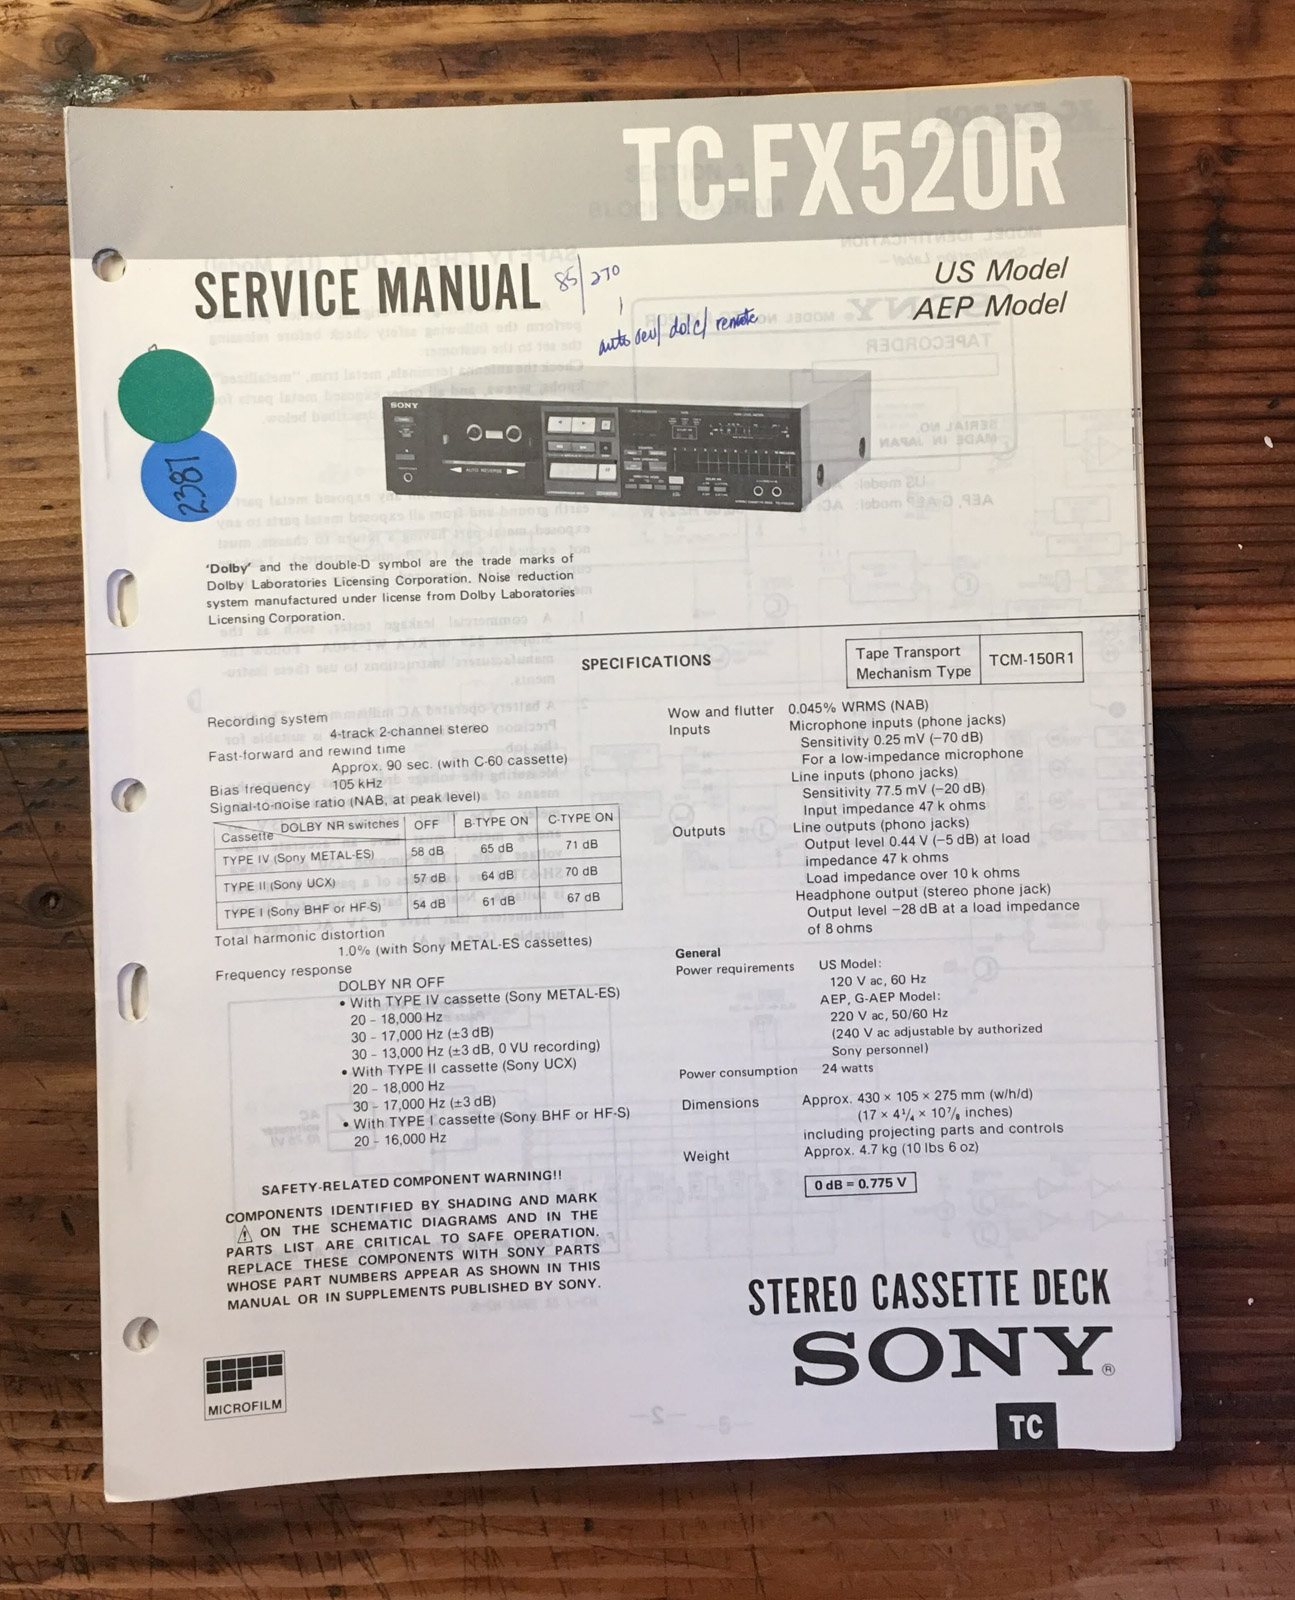 TC-FX520R
SERVICE MANUAL
85/270
auto rev/ dolc/ remote
US Model
AEP Model
2387
SONY
AUTO REVERSE
'Dolby' and the double-D symbol are the trade marks of
Dolby Laboratories Licensing Corporation. Noise reduction
system manufactured under license from Dolby Laboratories
Licensing Corporation.
SPECIFICATIONS
Tape Transport
Mechanism Type
TCM-150R1
Recording system
4-track 2-channel stereo
Fast-forward and rewind time
Approx. 90 sec. (with C-60 cassette)
Bias frequency 105 kHz
Signal-to-noise ratio (NAB, at peak level)
DOLBY NR switches
Cassette
OFF B-TYPE ON C-TYPE ON
TYPE IV (Sony METAL-ES) 58 dB 65 dB 71 dB
TYPE II (Sony UCX) 57 dB 64 dB 70 dB
TYPE I (Sony BHF or HF-S) 54 dB 61 dB 67 dB
Total harmonic distortion
1.0% (with Sony METAL-ES cassettes)
Frequency response
DOLBY NR OFF
• With TYPE IV cassette (Sony METAL-ES)
20 – 18,000 Hz
30 – 17,000 Hz (±3 dB)
30 – 13,000 Hz (±3 dB, 0 VU recording)
• With TYPE II cassette (Sony UCX)
20 – 18,000 Hz
30 – 17,000 Hz (±3 dB)
• With TYPE I cassette (Sony BHF or HF-S)
20 – 16,000 Hz
SAFETY-RELATED COMPONENT WARNING!!
COMPONENTS IDENTIFIED BY SHADING AND MARK
⚠ ON THE SCHEMATIC DIAGRAMS AND IN THE
PARTS LIST ARE CRITICAL TO SAFE OPERATION.
REPLACE THESE COMPONENTS WITH SONY PARTS
WHOSE PART NUMBERS APPEAR AS SHOWN IN THIS
MANUAL OR IN SUPPLEMENTS PUBLISHED BY SONY.
MICROFILM
Wow and flutter 0.045% WRMS (NAB)
Inputs Microphone inputs (phone jacks)
Sensitivity 0.25 mV (–70 dB)
For a low-impedance microphone
Line inputs (phono jacks)
Sensitivity 77.5 mV (–20 dB)
Input impedance 47 k ohms
Outputs Line outputs (phono jacks)
Output level 0.44 V (–5 dB) at load
impedance 47 k ohms
Load impedance over 10 k ohms
Headphone output (stereo phone jack)
Output level –28 dB at a load impedance
of 8 ohms
General
Power requirements US Model:
120 V ac, 60 Hz
AEP, G-AEP Model:
220 V ac, 50/60 Hz
(240 V ac adjustable by authorized
Sony personnel)
Power consumption 24 watts
Dimensions Approx. 430 × 105 × 275 mm (w/h/d)
(17 × 4 1/4 × 10 7/8 inches)
including projecting parts and controls
Weight Approx. 4.7 kg (10 lbs 6 oz)
0 dB = 0.775 V
STEREO CASSETTE DECK
SONY®
TC